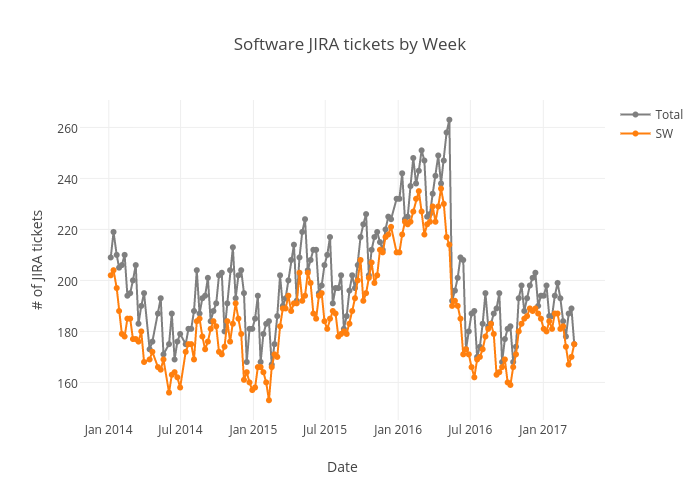 Software JIRA tickets by Week
Total
SW
# of JIRA tickets
260
240
220
200
180
160
Jan 2014
Jul 2014
Jan 2015
Jul 2015
Jan 2016
Jul 2016
Jan 2017
Date